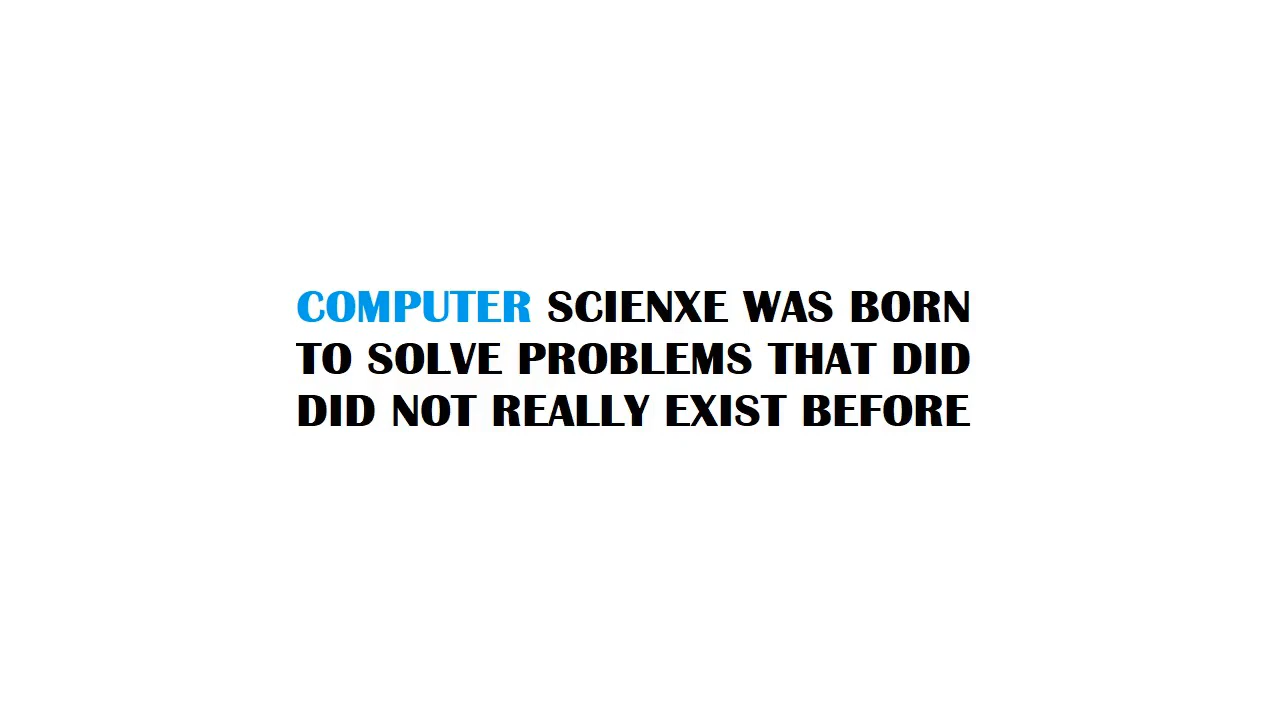 COMPUTER SCIENXE WAS BORN
TO SOLVE PROBLEMS THAT DID
DID NOT REALLY EXIST BEFORE